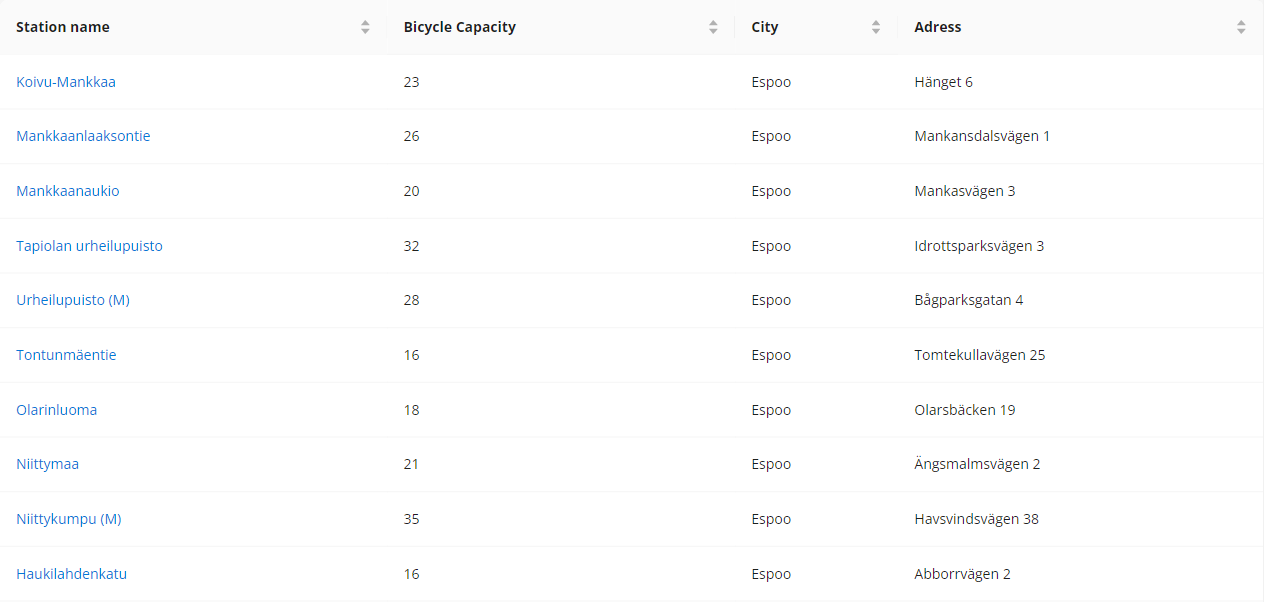 Station name Bicycle Capacity City Adress
Koivu-Mankkaa 23 Espoo Hänget 6
Mankkaanlaaksontie 26 Espoo Mankansdalsvägen 1
Mankkaanaukio 20 Espoo Mankasvägen 3
Tapiolan urheilupuisto 32 Espoo Idrottsparksvägen 3
Urheilupuisto (M) 28 Espoo Bågparksgatan 4
Tontunmäentie 16 Espoo Tomtekullavägen 25
Olarinluoma 18 Espoo Olarsbäcken 19
Niittymaa 21 Espoo Ängsmalmsvägen 2
Niittykumpu (M) 35 Espoo Havsvindsvägen 38
Haukilahdenkatu 16 Espoo Abborrvägen 2